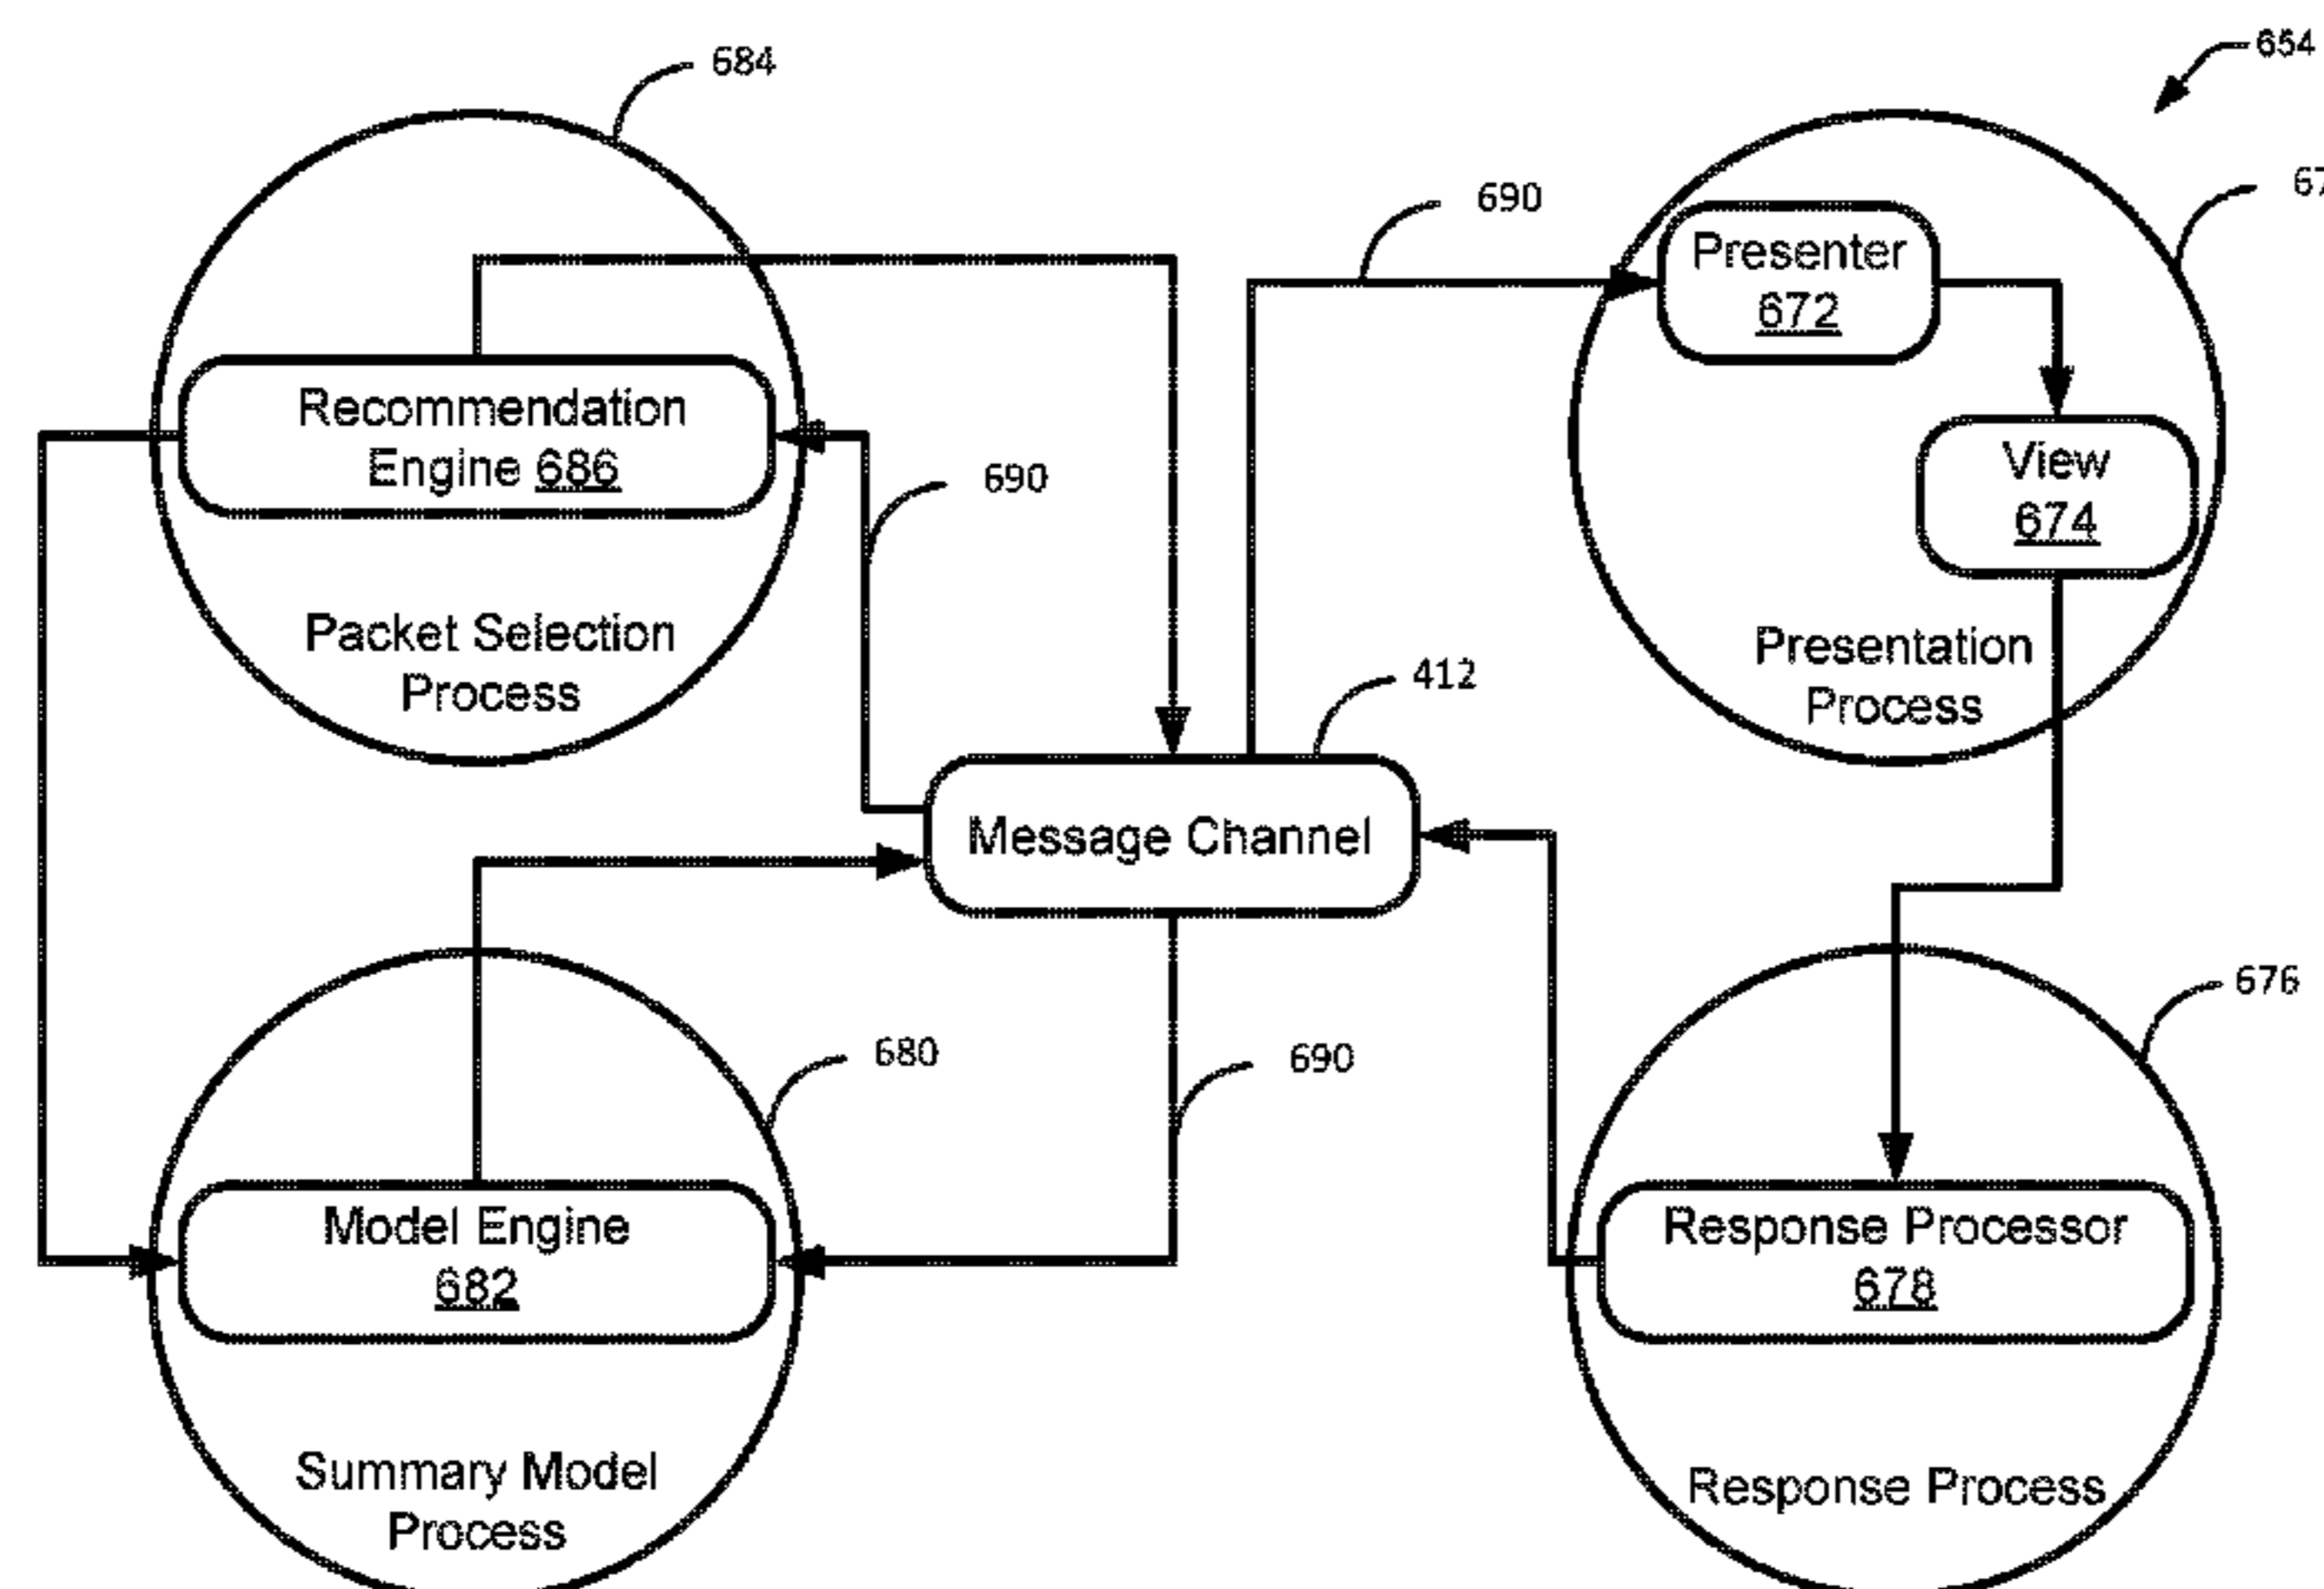 684
654
690
Presenter
672
Recommendation
Engine 686
690
View
674
Packet Selection
Process
Presentation
Process
412
Message Channel
676
680
690
Model Engine
682
Response Processor
678
Summary Model
Process
Response Process